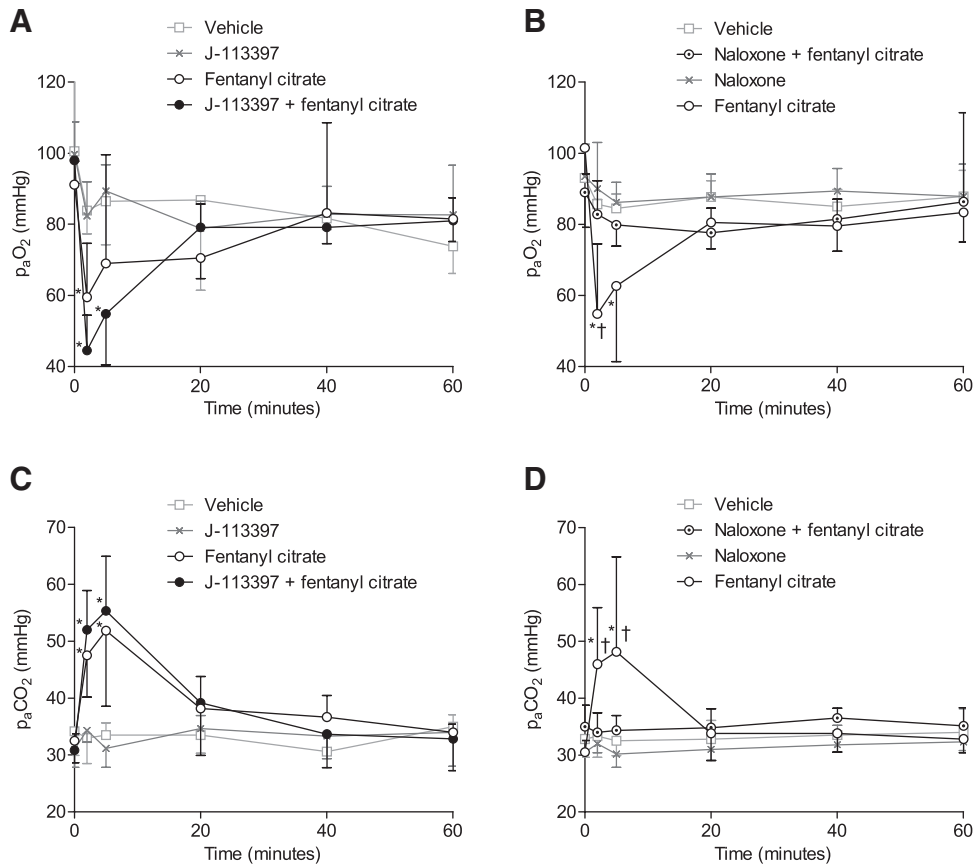 A
Vehicle
J-113397
Fentanyl citrate
J-113397 + fentanyl citrate
120
100
80
60
40
paO2 (mmHg)
* * *
0 20 40 60
Time (minutes)
B
Vehicle
Naloxone + fentanyl citrate
Naloxone
Fentanyl citrate
120
100
80
60
40
paO2 (mmHg)
*
*†
0 20 40 60
Time (minutes)
C
Vehicle
J-113397
Fentanyl citrate
J-113397 + fentanyl citrate
70
60
50
40
30
20
paCO2 (mmHg)
* * * *
0 20 40 60
Time (minutes)
D
Vehicle
Naloxone + fentanyl citrate
Naloxone
Fentanyl citrate
70
60
50
40
30
20
paCO2 (mmHg)
* † * †
0 20 40 60
Time (minutes)